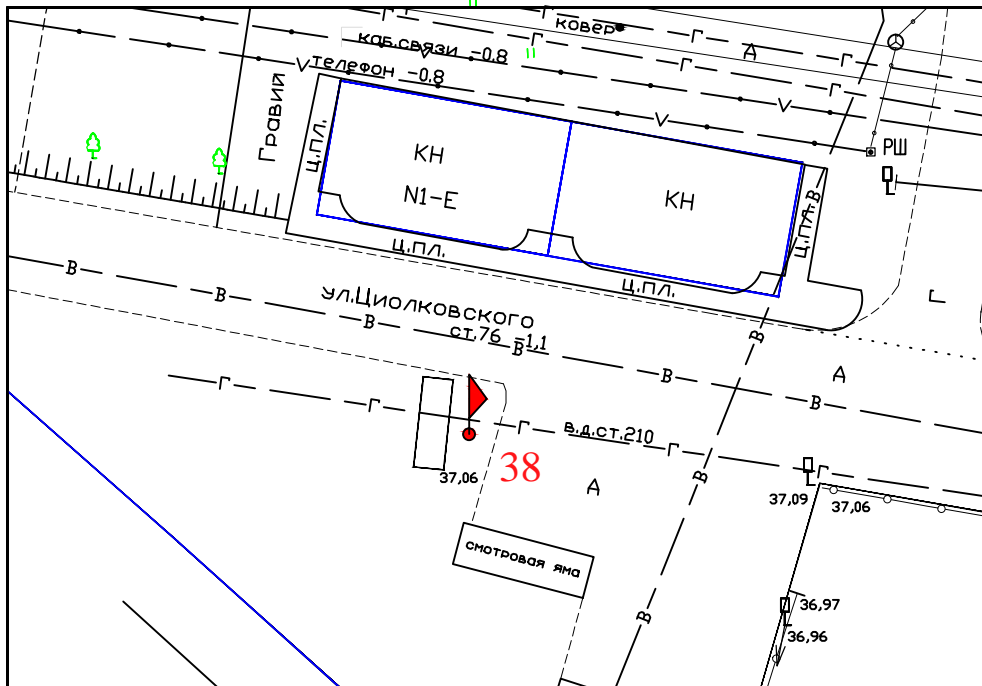 ковер
Г
Г
Г
А
Г
Г
Г
каб.связи -0,8
V
телефон -0,8
V
V
V
Гравий
Ц.ПЛ.
КН
N1-E
КН
РШ
Ц.ПЛ.
В
Ц.ПЛ.
Ц.ПЛ.
ул.Циолковского
ст.76 -1,1
В
В
В
В
В
В
В
А
Г
Г
Г
Г
в.д.ст.210
Г
Г
37,06
38
А
В
37,09
37,06
смотровая яма
В
36,97
36,96